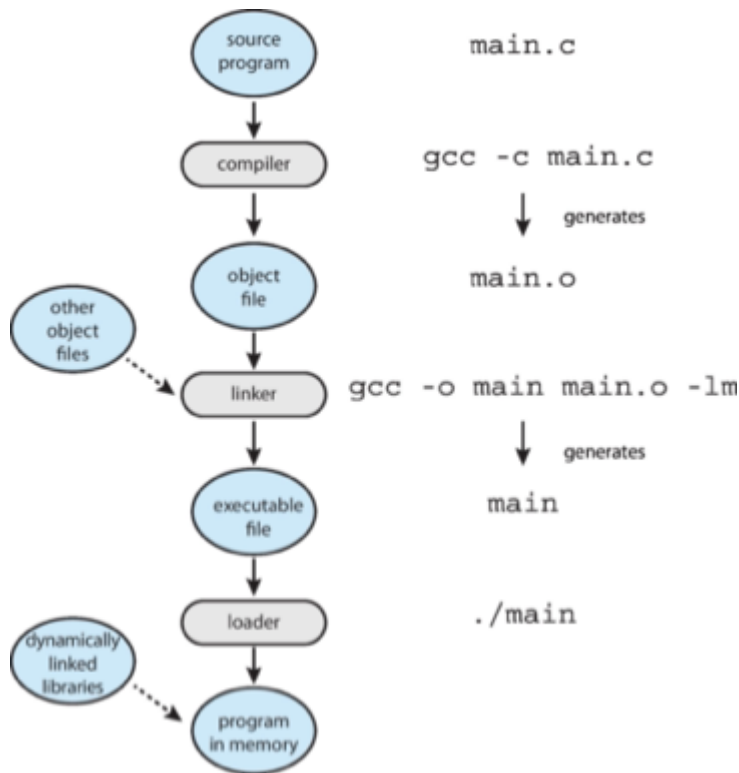 source
program
main.c
compiler
gcc -c main.c
generates
object
file
main.o
other
object
files
linker
gcc -o main main.o -lm
generates
executable
file
main
loader
./main
dynamically
linked
libraries
program
in memory